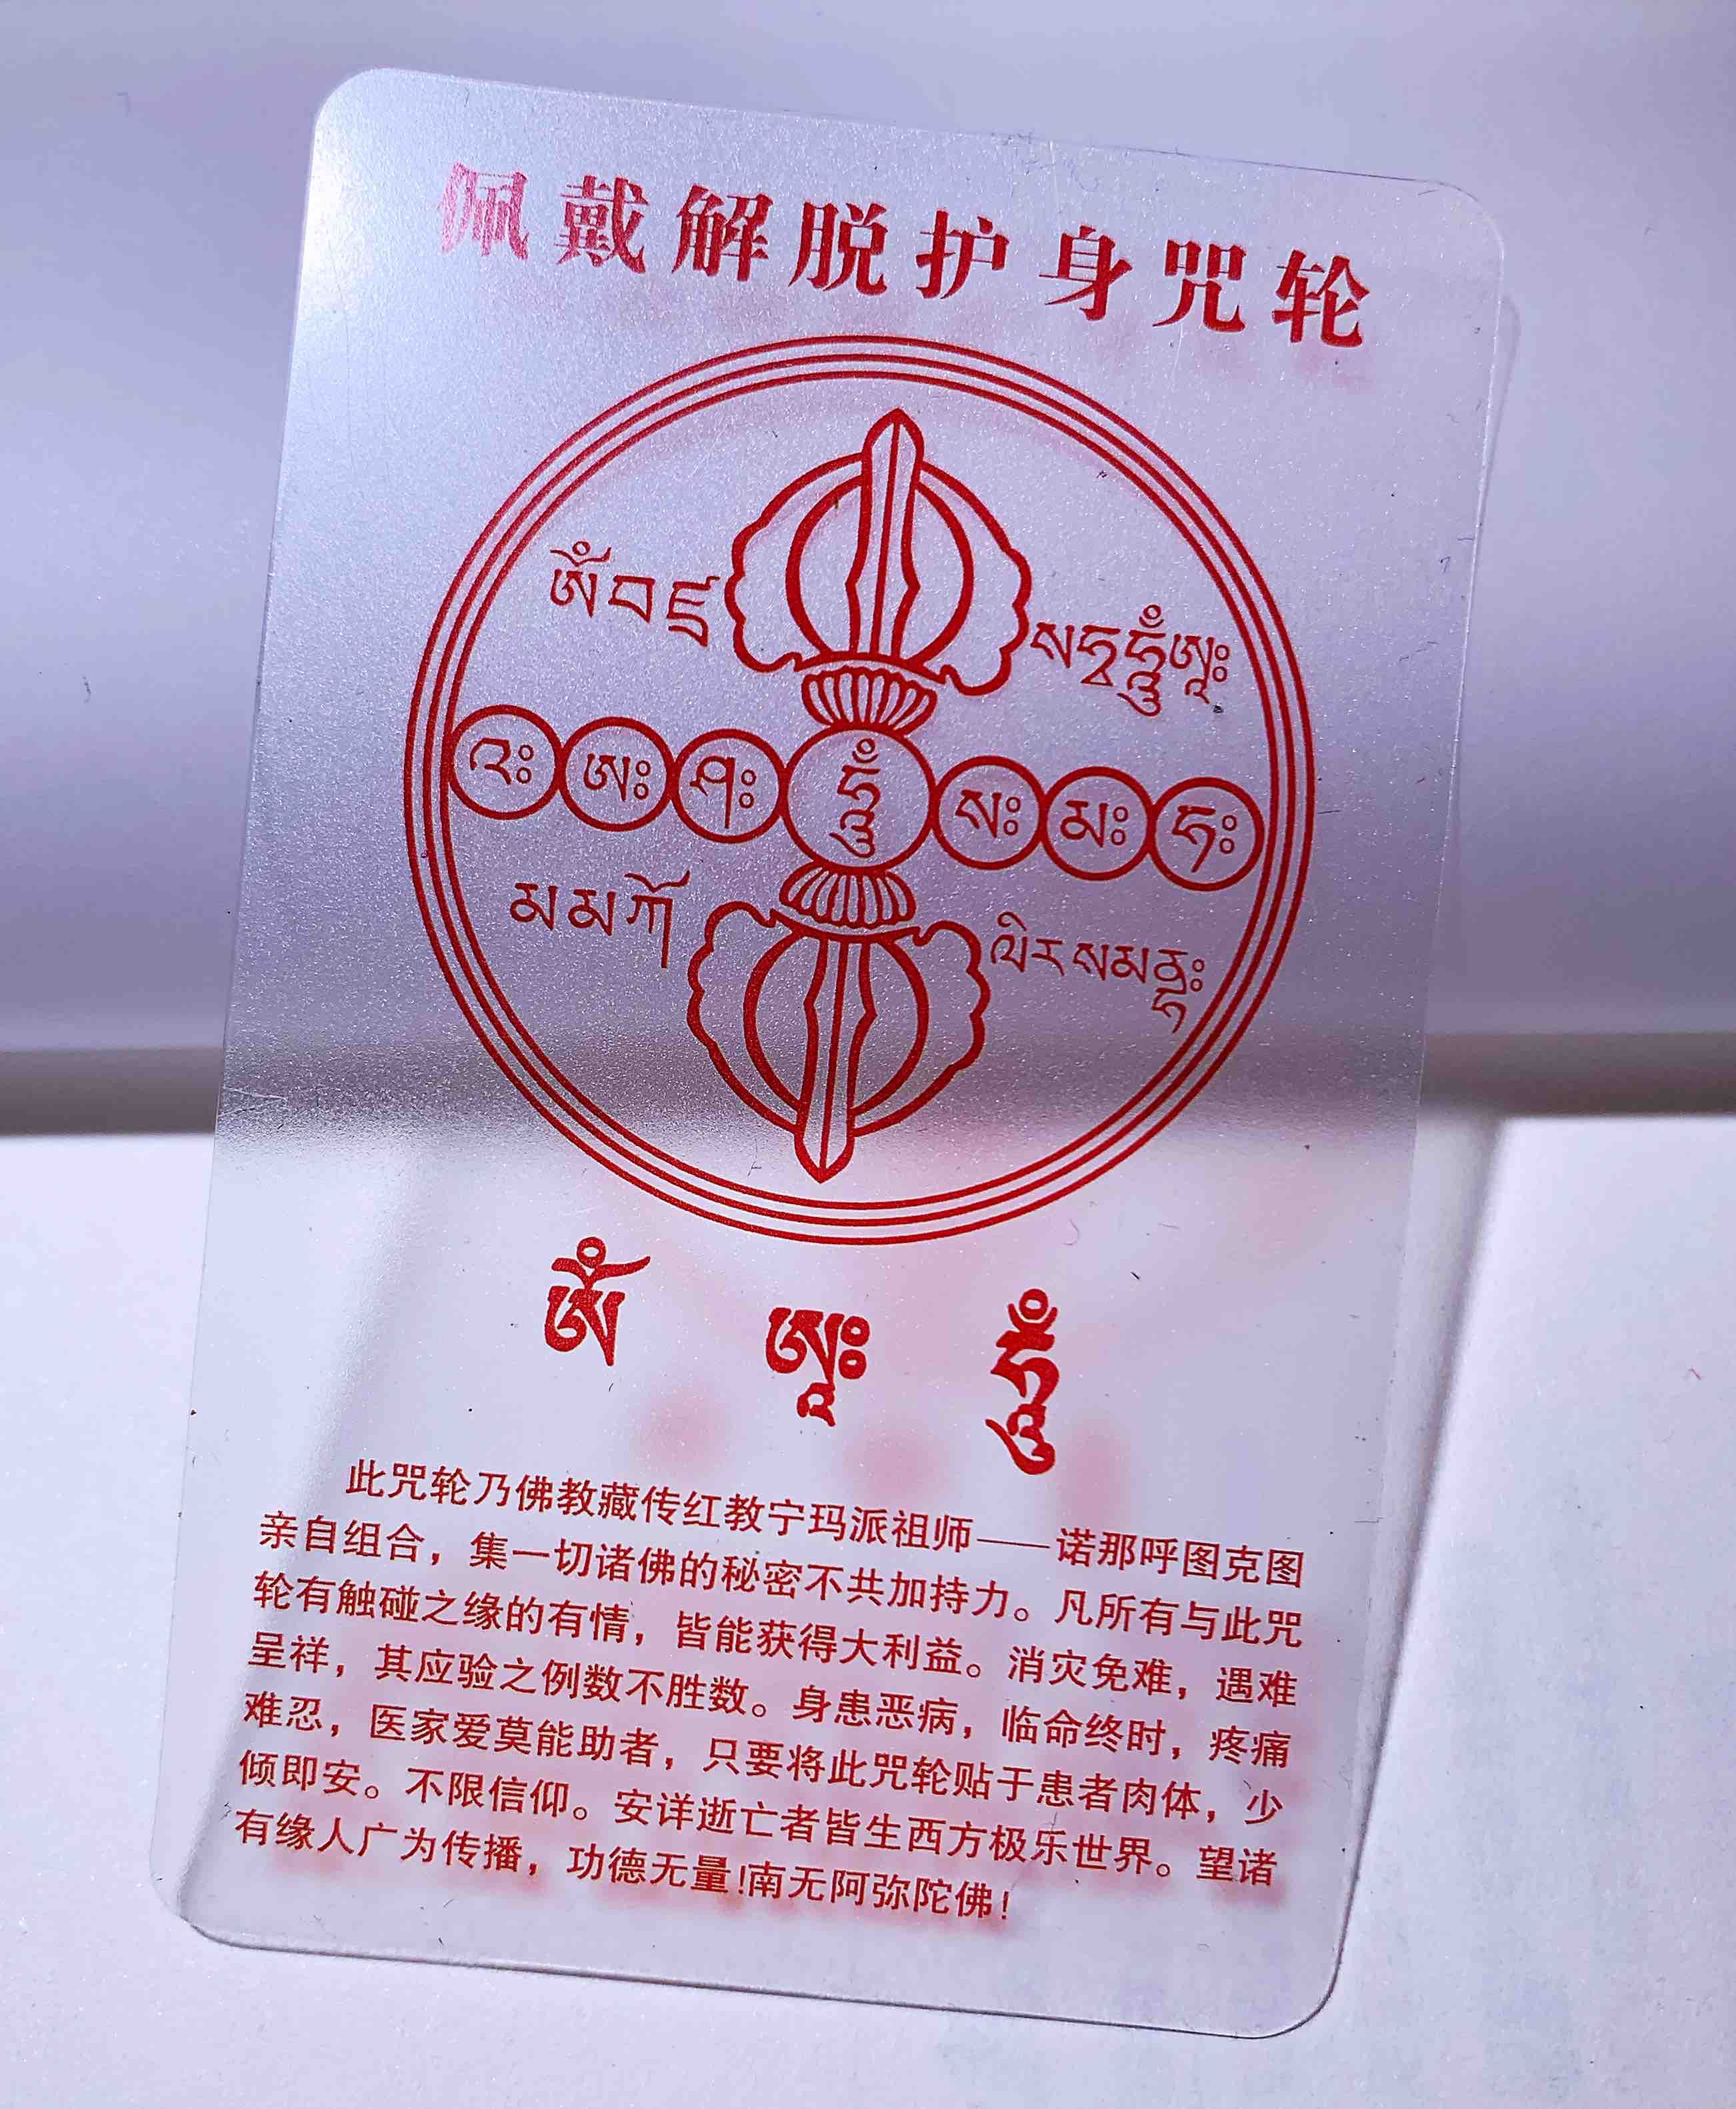 佩戴解脱护身咒轮
ༀ་བཛྲ སཏྭཧཱུྃཨཱཿ
འཿ ཨཿ ཤཿ ཧཱུྃ སཿ མཿ ཧཿ
མམཀོ ལིངསམནྟཿ
ༀ ཨཱཿ ཧཱུྃ
此咒轮乃佛教藏传红教宁玛派祖师——诺那呼图克图
亲自组合，集一切诸佛的秘密不共加持力。凡所有与此咒
轮有触碰之缘的有情，皆能获得大利益。消灾免难，遇难
呈祥，其应验之例数不胜数。身患恶病，临命终时，疼痛
难忍，医家爱莫能助者，只要将此咒轮贴于患者肉体，少
倾即安。不限信仰。安详逝亡者皆生西方极乐世界。望诸
有缘人广为传播，功德无量!南无阿弥陀佛!